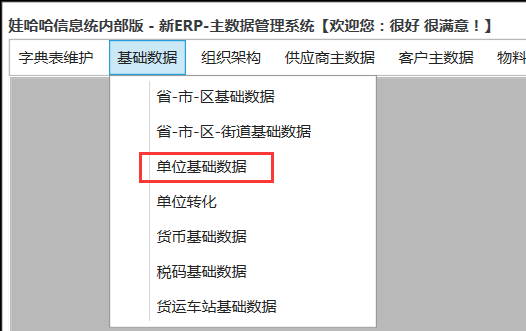 娃哈哈信息统内部版 - 新ERP-主数据管理系统【欢迎您：很好 很满意！】
字典表维护 基础数据 组织架构 供应商主数据 客户主数据 物料
省-市-区基础数据
省-市-区-街道基础数据
单位基础数据
单位转化
货币基础数据
税码基础数据
货运车站基础数据